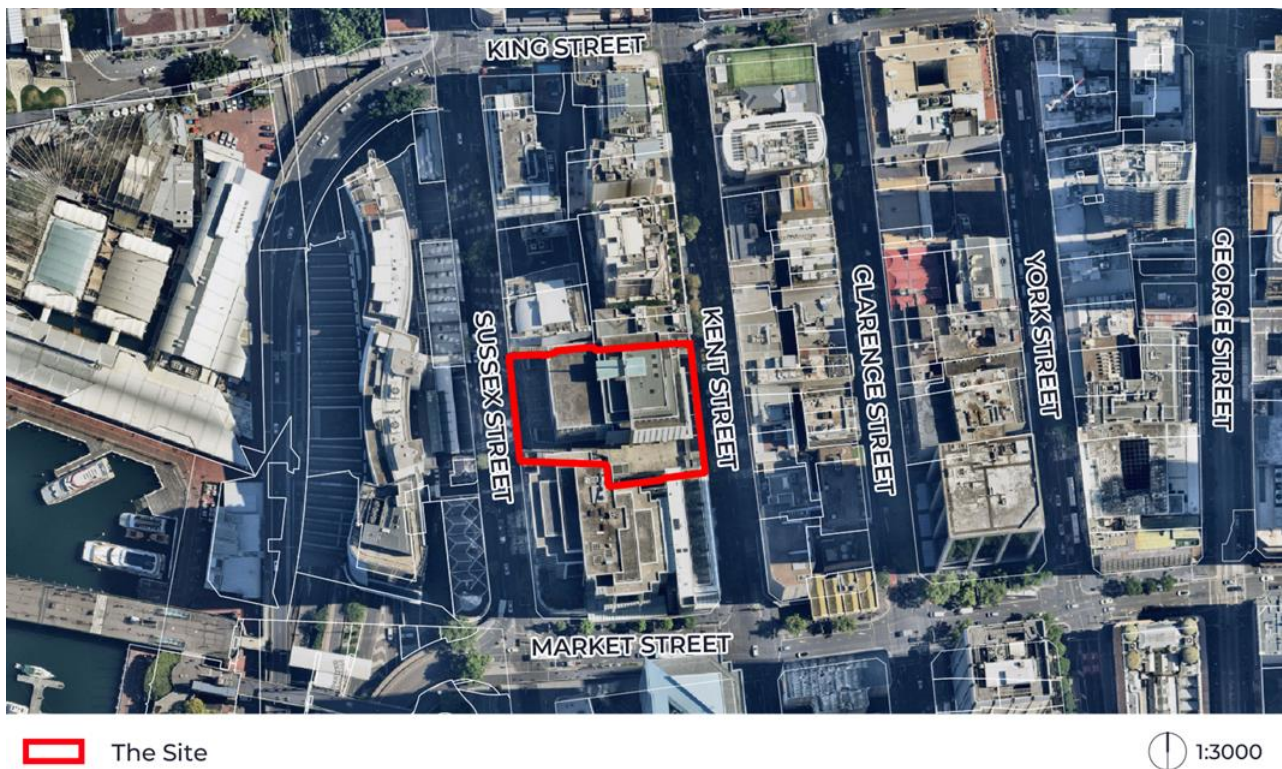 KING STREET
SUSSEX STREET
KENT STREET
CLARENCE STREET
YORK STREET
GEORGE STREET
MARKET STREET
The Site
1:3000